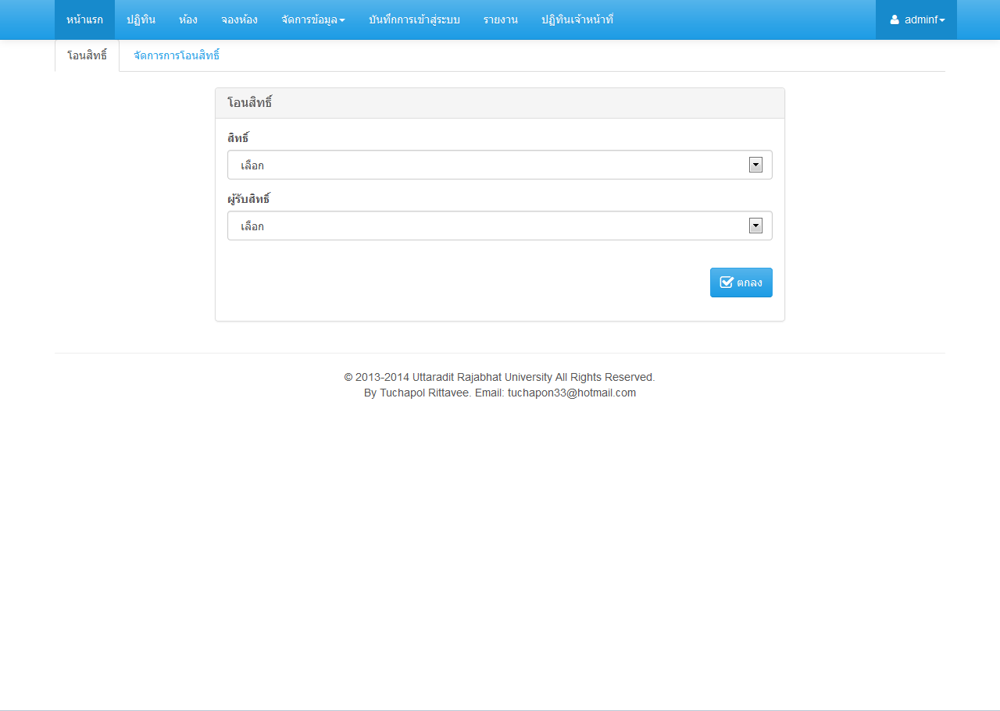 หน้าแรก ปฏิทิน ห้อง จองห้อง จัดการข้อมูล บันทึกการเข้าสู่ระบบ รายงาน ปฏิทินเจ้าหน้าที่ adminf
โอนสิทธิ์ จัดการการโอนสิทธิ์
โอนสิทธิ์
สิทธิ์
เลือก
ผู้รับสิทธิ์
เลือก
ตกลง
© 2013-2014 Uttaradit Rajabhat University All Rights Reserved.
By Tuchapol Rittavee. Email: tuchapon33@hotmail.com